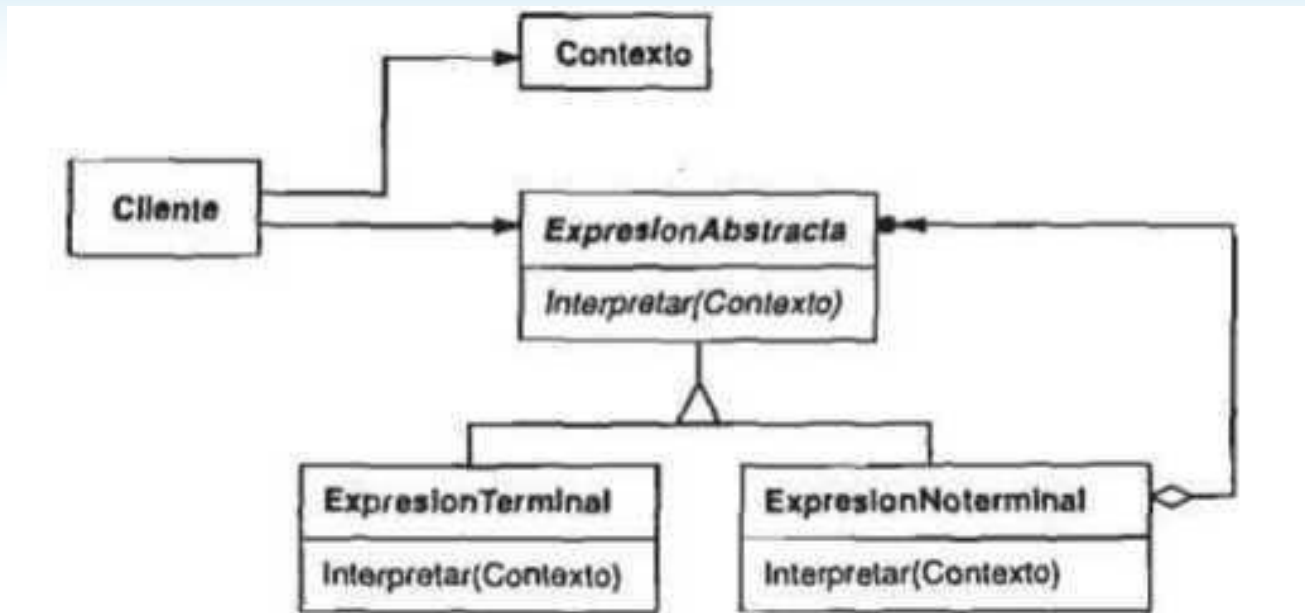 Contexto
Cliente
ExpresionAbstracta
Interpretar(Contexto)
ExpresionTerminal
Interpretar(Contexto)
ExpresionNoterminal
Interpretar(Contexto)